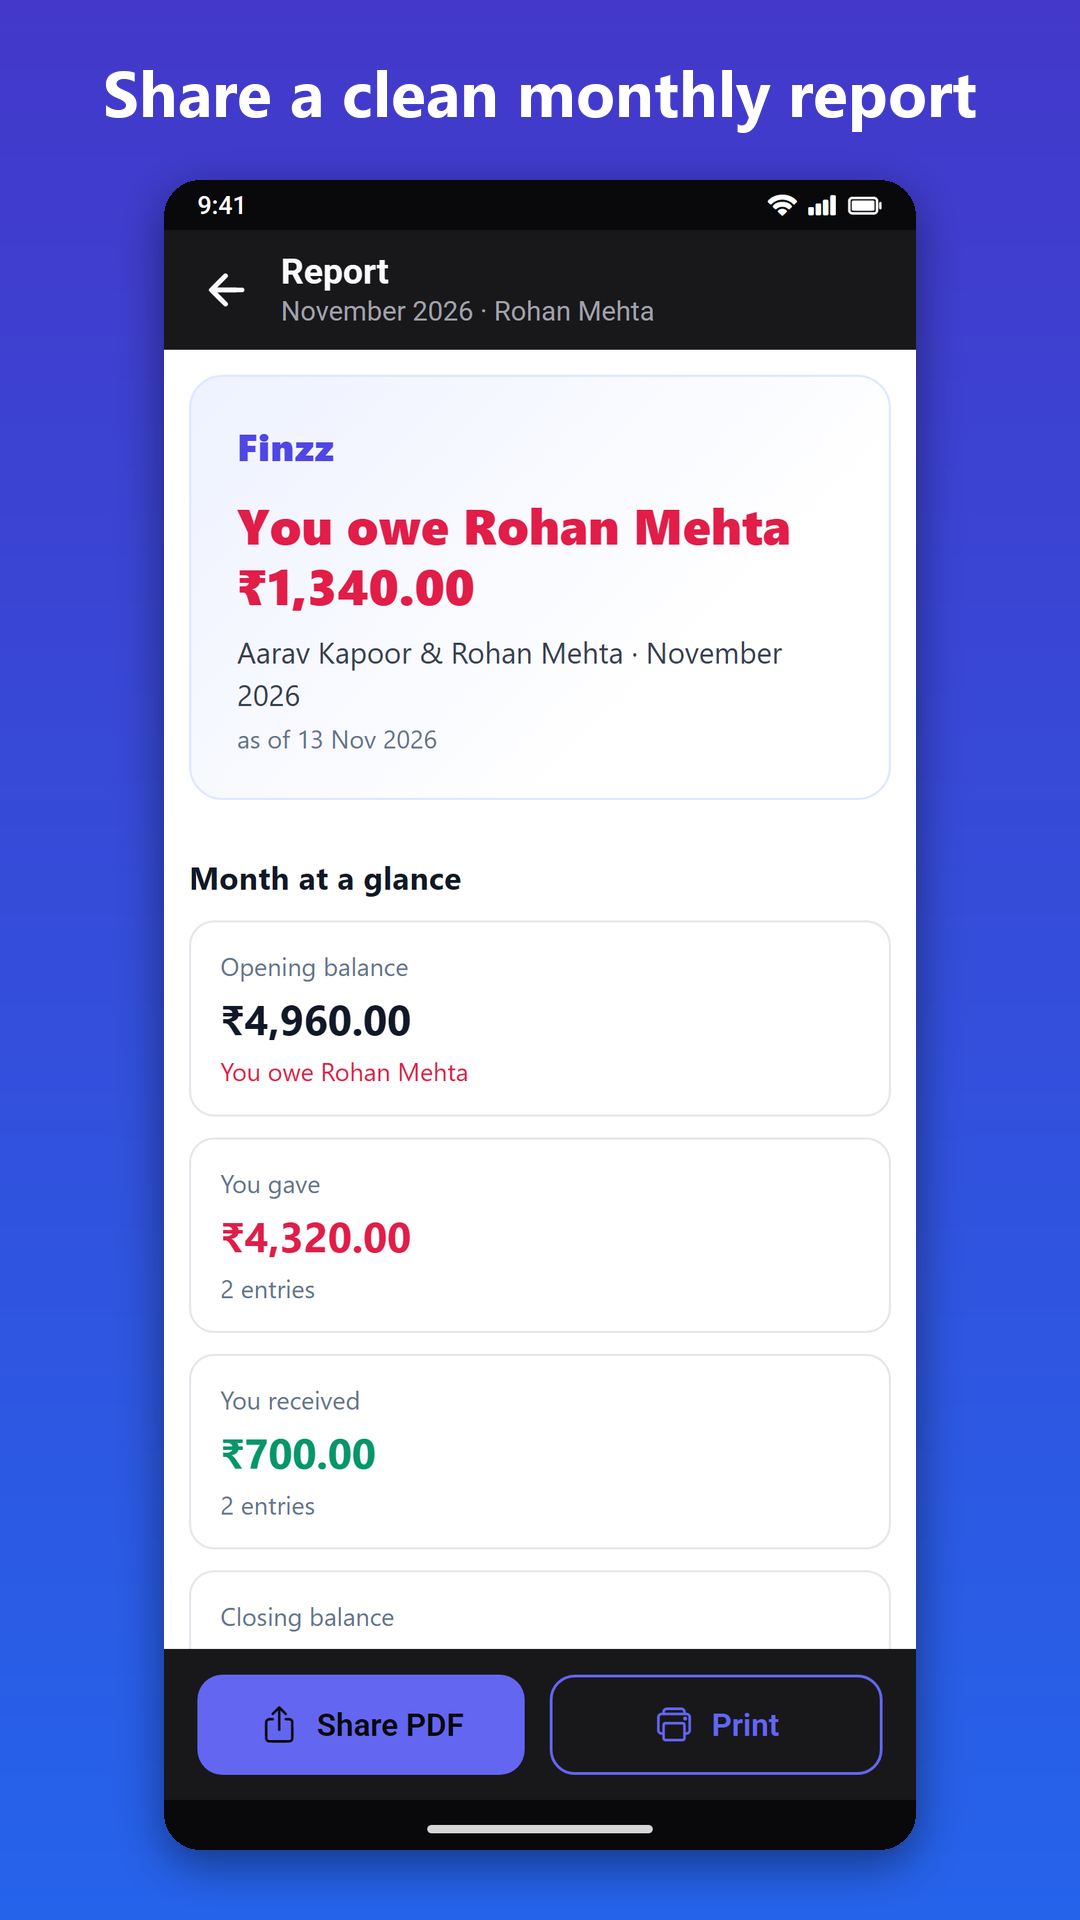 Share a clean monthly report
9:41
Report
November 2026 · Rohan Mehta
Finzz
You owe Rohan Mehta
₹1,340.00
Aarav Kapoor & Rohan Mehta · November
2026
as of 13 Nov 2026
Month at a glance
Opening balance
₹4,960.00
You owe Rohan Mehta
You gave
₹4,320.00
2 entries
You received
₹700.00
2 entries
Closing balance
Share PDF
Print